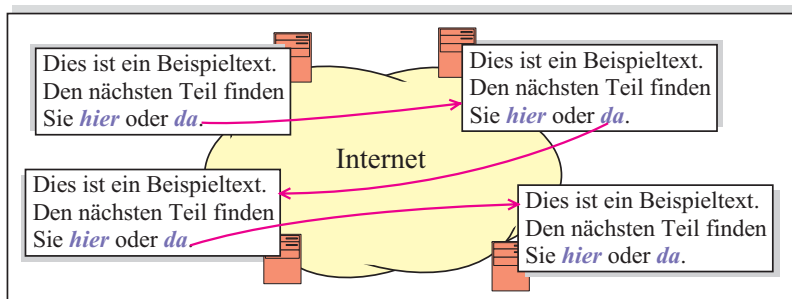 Dies ist ein Beispieltext.
Den nächsten Teil finden
Sie hier oder da.
Dies ist ein Beispieltext.
Den nächsten Teil finden
Sie hier oder da.
Internet
Dies ist ein Beispieltext.
Den nächsten Teil finden
Sie hier oder da.
Dies ist ein Beispieltext.
Den nächsten Teil finden
Sie hier oder da.